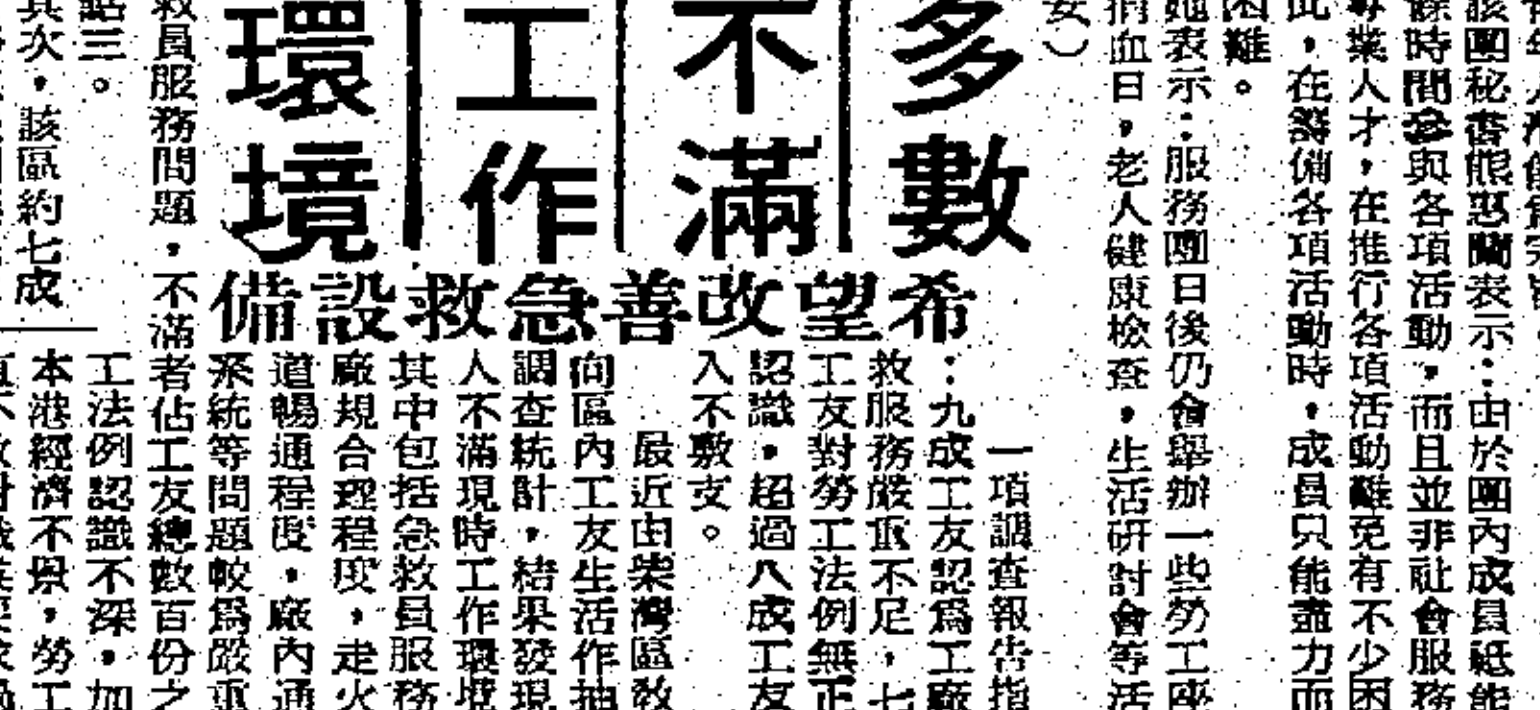 該團秘書熊惠蘭表示：由於團內成員紙能
餘時間參與各項活動，而且並非社會服務
專業人才，在推行各項活動難免有不少困
此，在籌備各項活動時，成員只能盡力而
困難。
她表示：服務團日後仍會舉辦一些勞工座
捐血日，老人健康檢查，生活研討會等活
安）
多數
不滿
工作
環境
希望改善急救設備
一項調查報告指
：九成工友認為工廠
救服務嚴重不足，七
工友對勞工法例無正
認識，超過八成工友
入不敷支。
最近由柴灣區教
向區內工友生活作抽
調查統計，結果發現
人不滿現時工作環境
其中包括急救員服務
廠規合理程度，走火
道暢通程度，廠內通
系統等問題較為嚴重
救員服務問題，不滿者佔工友總數百份之
點三。
工法例認識不深，加
其次，該區約七成
本港經濟不景，勞工